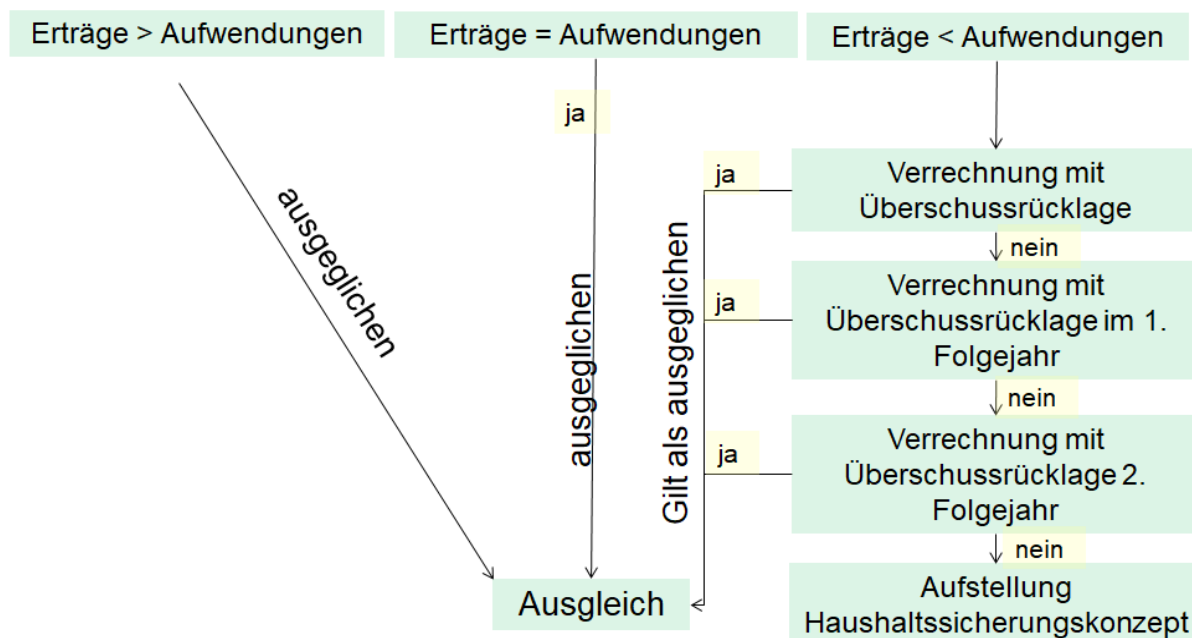 Erträge > Aufwendungen
Erträge = Aufwendungen
Erträge < Aufwendungen
ja
ausgeglichen
ausgeglichen
Gilt als ausgeglichen
ja
Verrechnung mit
Überschussrücklage
nein
ja
Verrechnung mit
Überschussrücklage im 1.
Folgejahr
nein
ja
Verrechnung mit
Überschussrücklage 2.
Folgejahr
nein
Ausgleich
Aufstellung
Haushaltssicherungskonzept